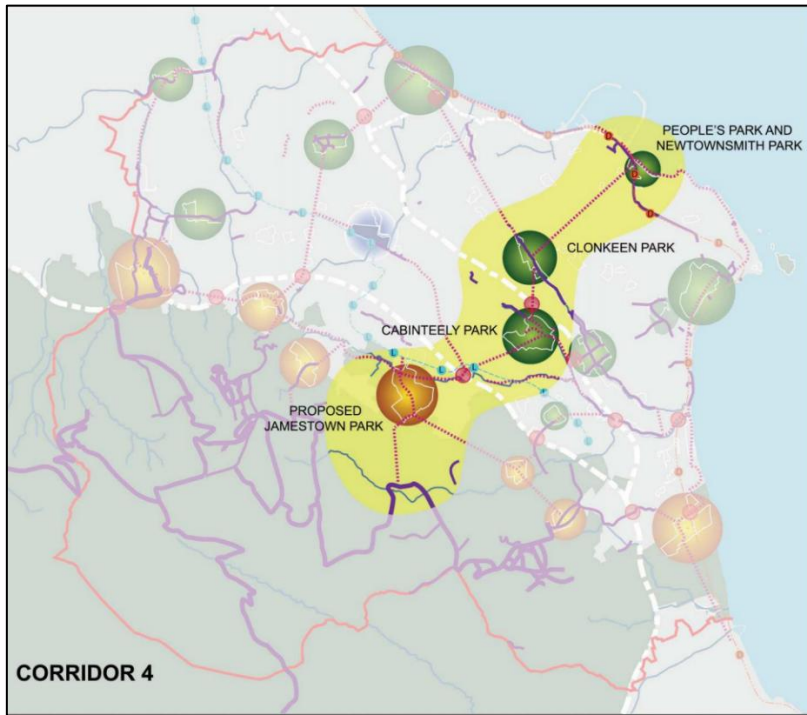 PEOPLE'S PARK AND
NEWTOWNSMITH PARK
CLONKEEN PARK
CABINTEELY PARK
PROPOSED
JAMESTOWN PARK
CORRIDOR 4